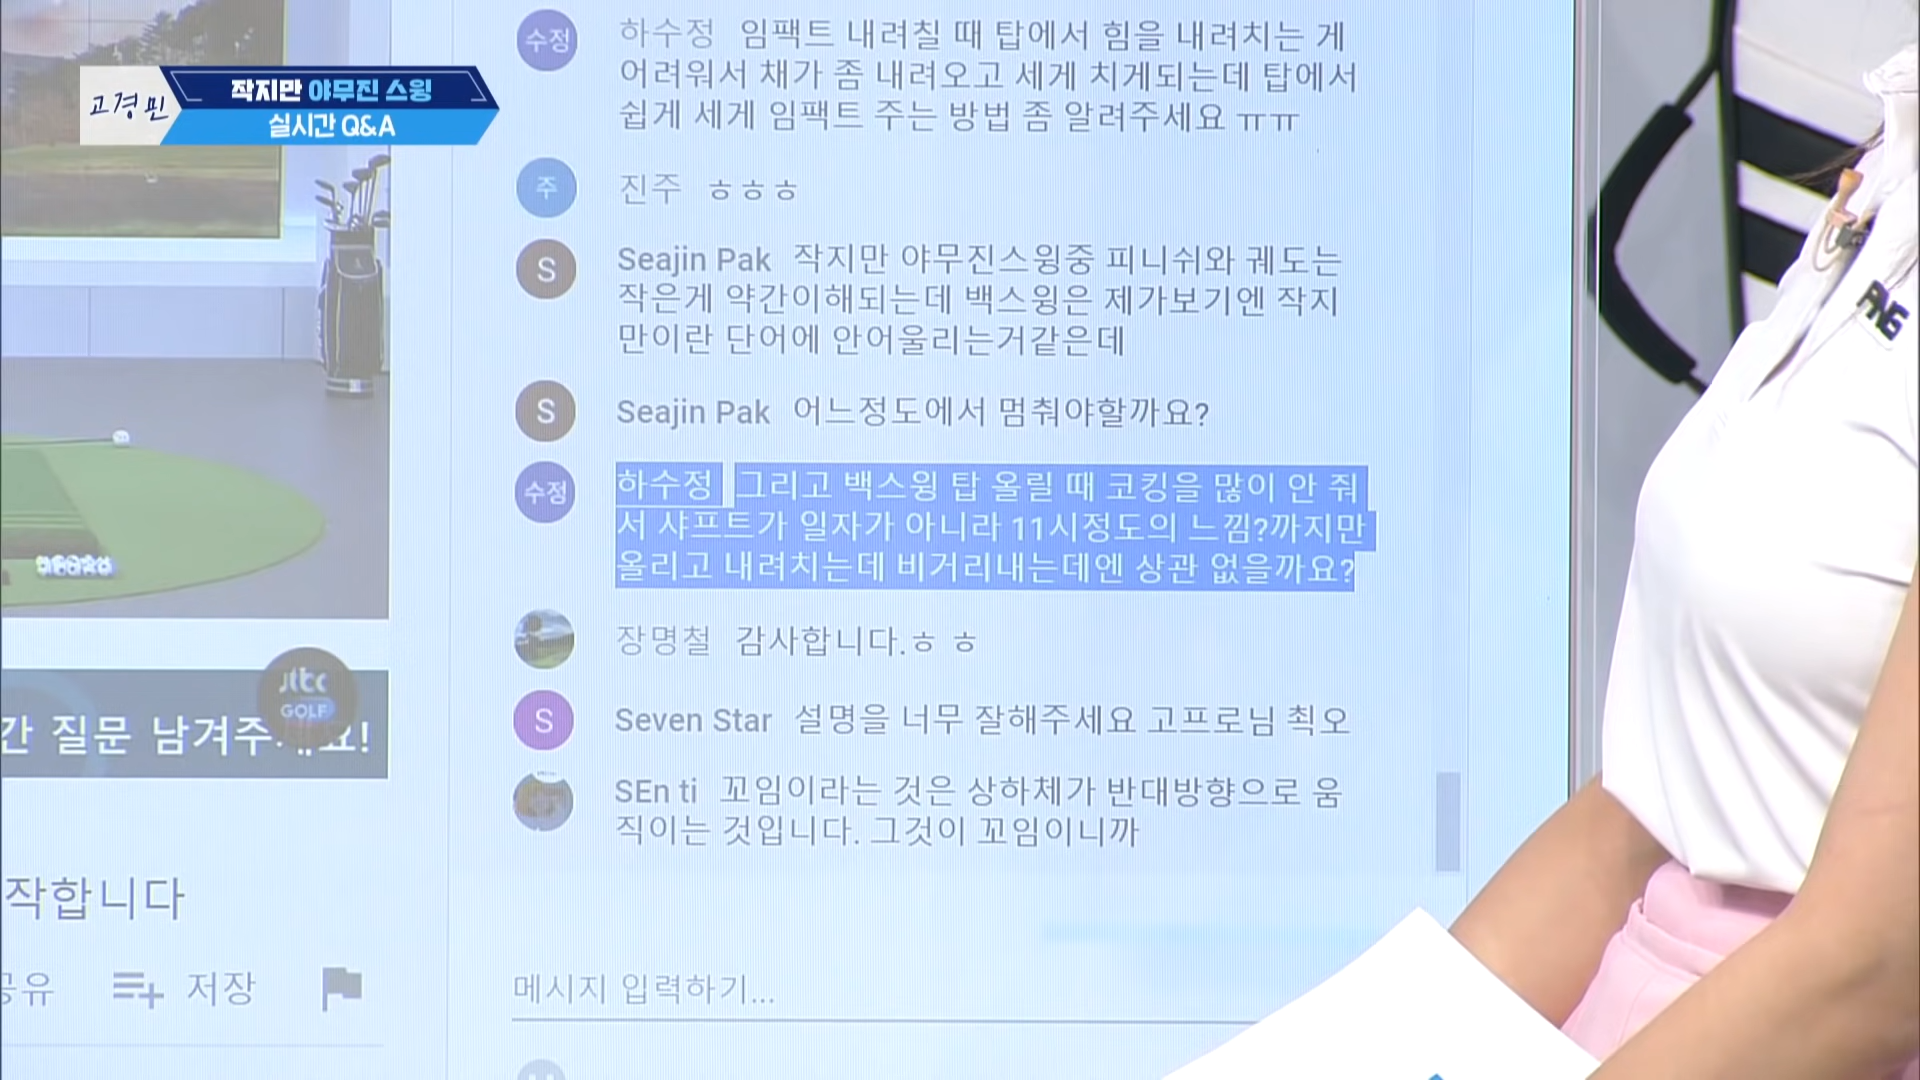 고경민
작지만 야무진 스윙
실시간 Q&A
수정
하수정 임팩트 내려칠 때 탑에서 힘을 내려치는 게
어려워서 채가 좀 내려오고 세게 치게되는데 탑에서
쉽게 세게 임팩트 주는 방법 좀 알려주세요 ㅠㅠ
주
진주 ㅎㅎㅎ
S
Seajin Pak 작지만 야무진스윙중 피니쉬와 궤도는
작은게 약간이해되는데 백스윙은 제가보기엔 작지
만이란 단어에 안어울리는거같은데
S
Seajin Pak 어느정도에서 멈춰야할까요?
수정
하수정 그리고 백스윙 탑 올릴 때 코킹을 많이 안 줘
서 샤프트가 일자가 아니라 11시정도의 느낌?까지만
올리고 내려치는데 비거리내는데엔 상관 없을까요?
장명철 감사합니다.ㅎ ㅎ
S
Seven Star 설명을 너무 잘해주세요 고프로님 최오
SEn ti 꼬임이라는 것은 상하체가 반대방향으로 움
직이는 것입니다. 그것이 꼬임이니까
메시지 입력하기...
jtbc
GOLF
간 질문 남겨주세요!
작합니다
공유
저장
PING